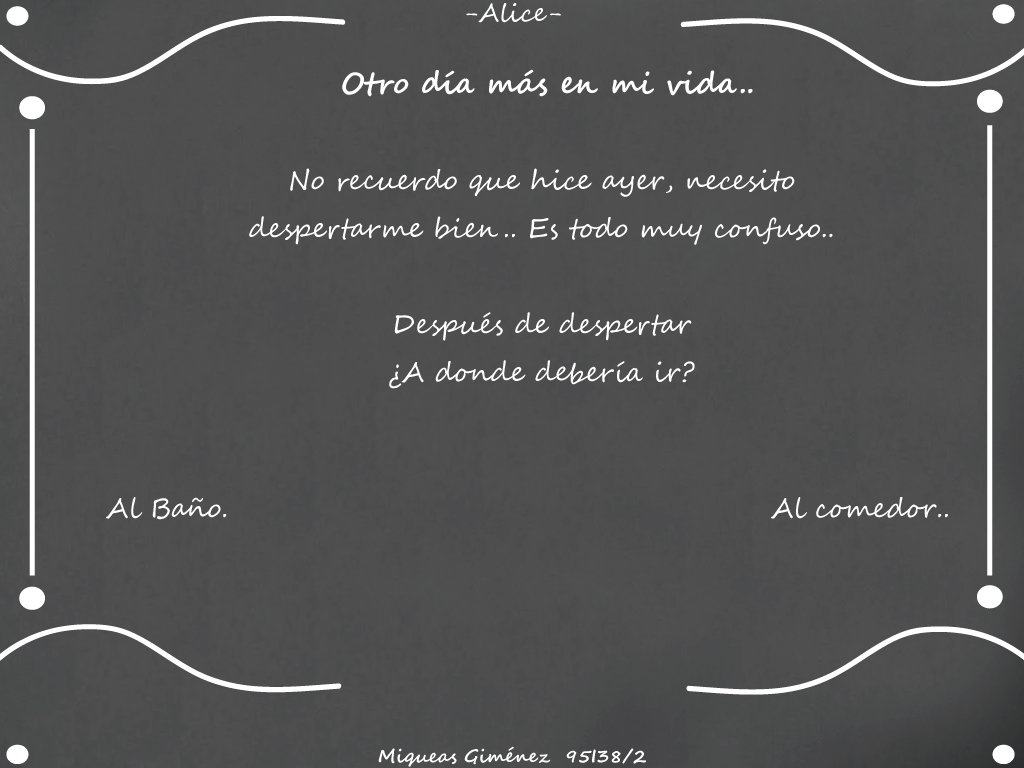 -Alice-
Otro día más en mi vida..
No recuerdo que hice ayer, necesito
despertarme bien.. Es todo muy confuso..
Después de despertar
¿A donde debería ir?
Al Baño.
Al comedor..
Miqueas Giménez 95138/2